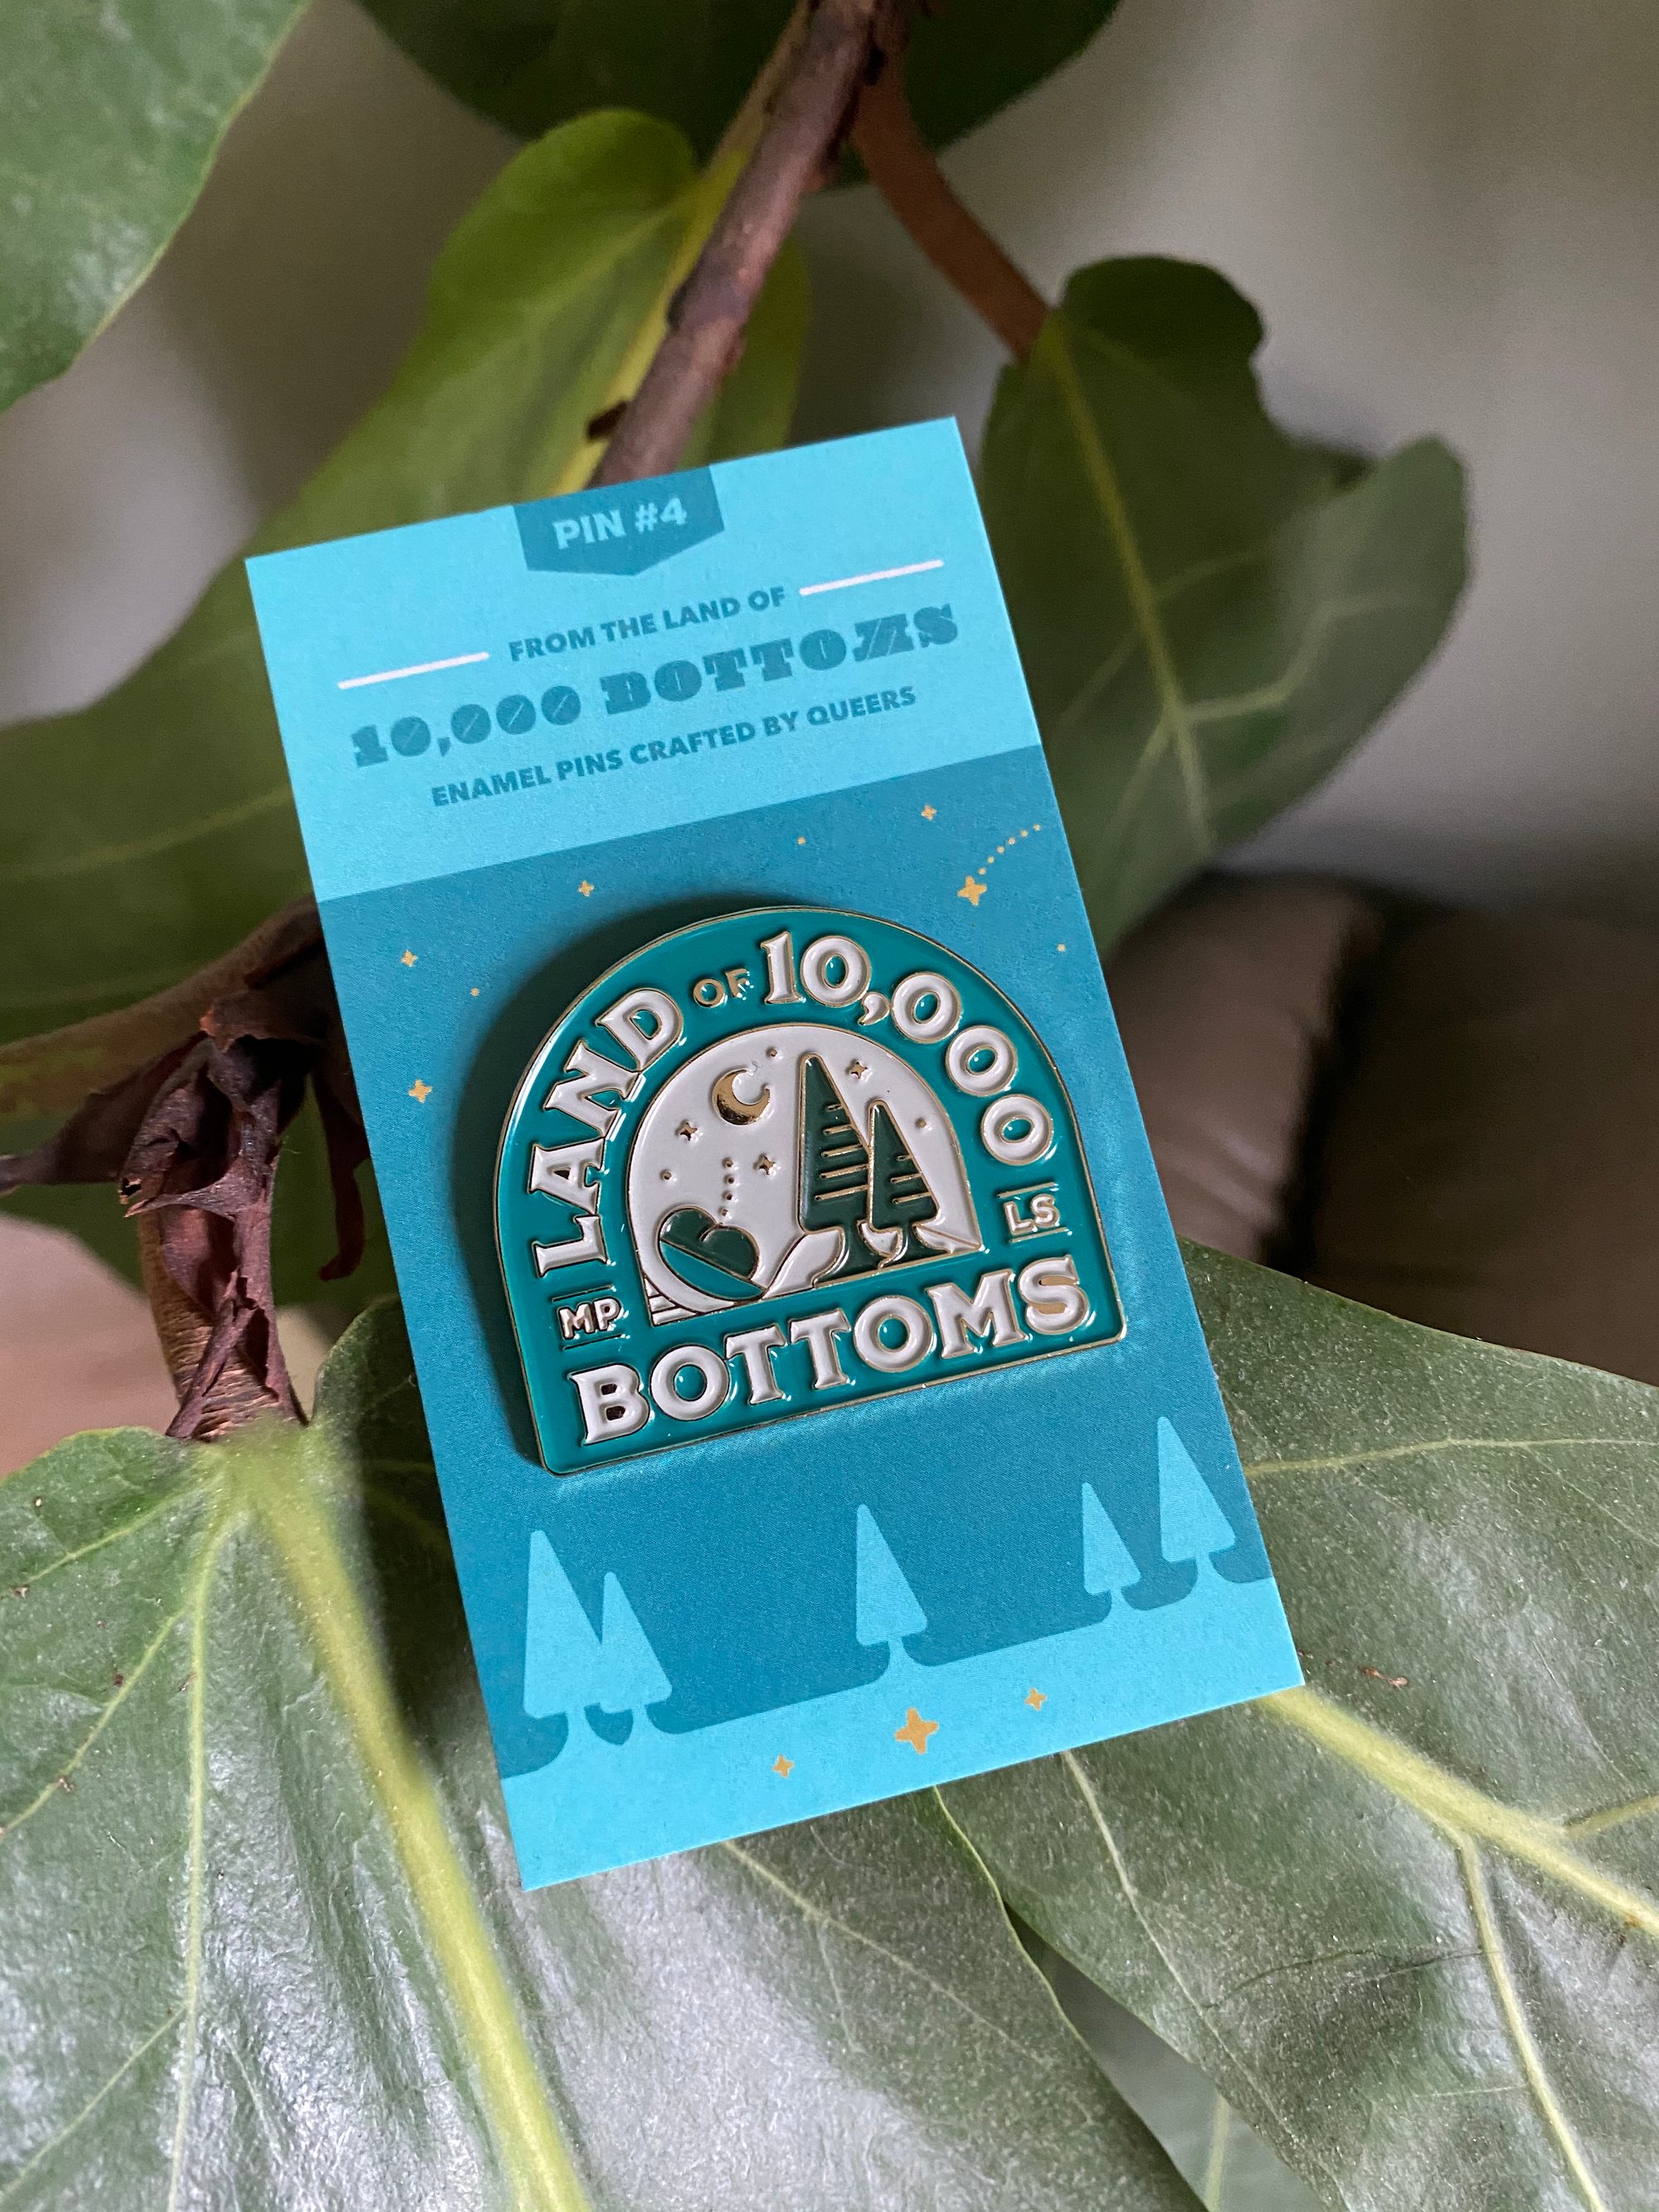 PIN #4
FROM THE LAND OF
10,000 BOTTOMS
ENAMEL PINS CRAFTED BY QUEERS
LAND OF 10,000
MP
LS
BOTTOMS